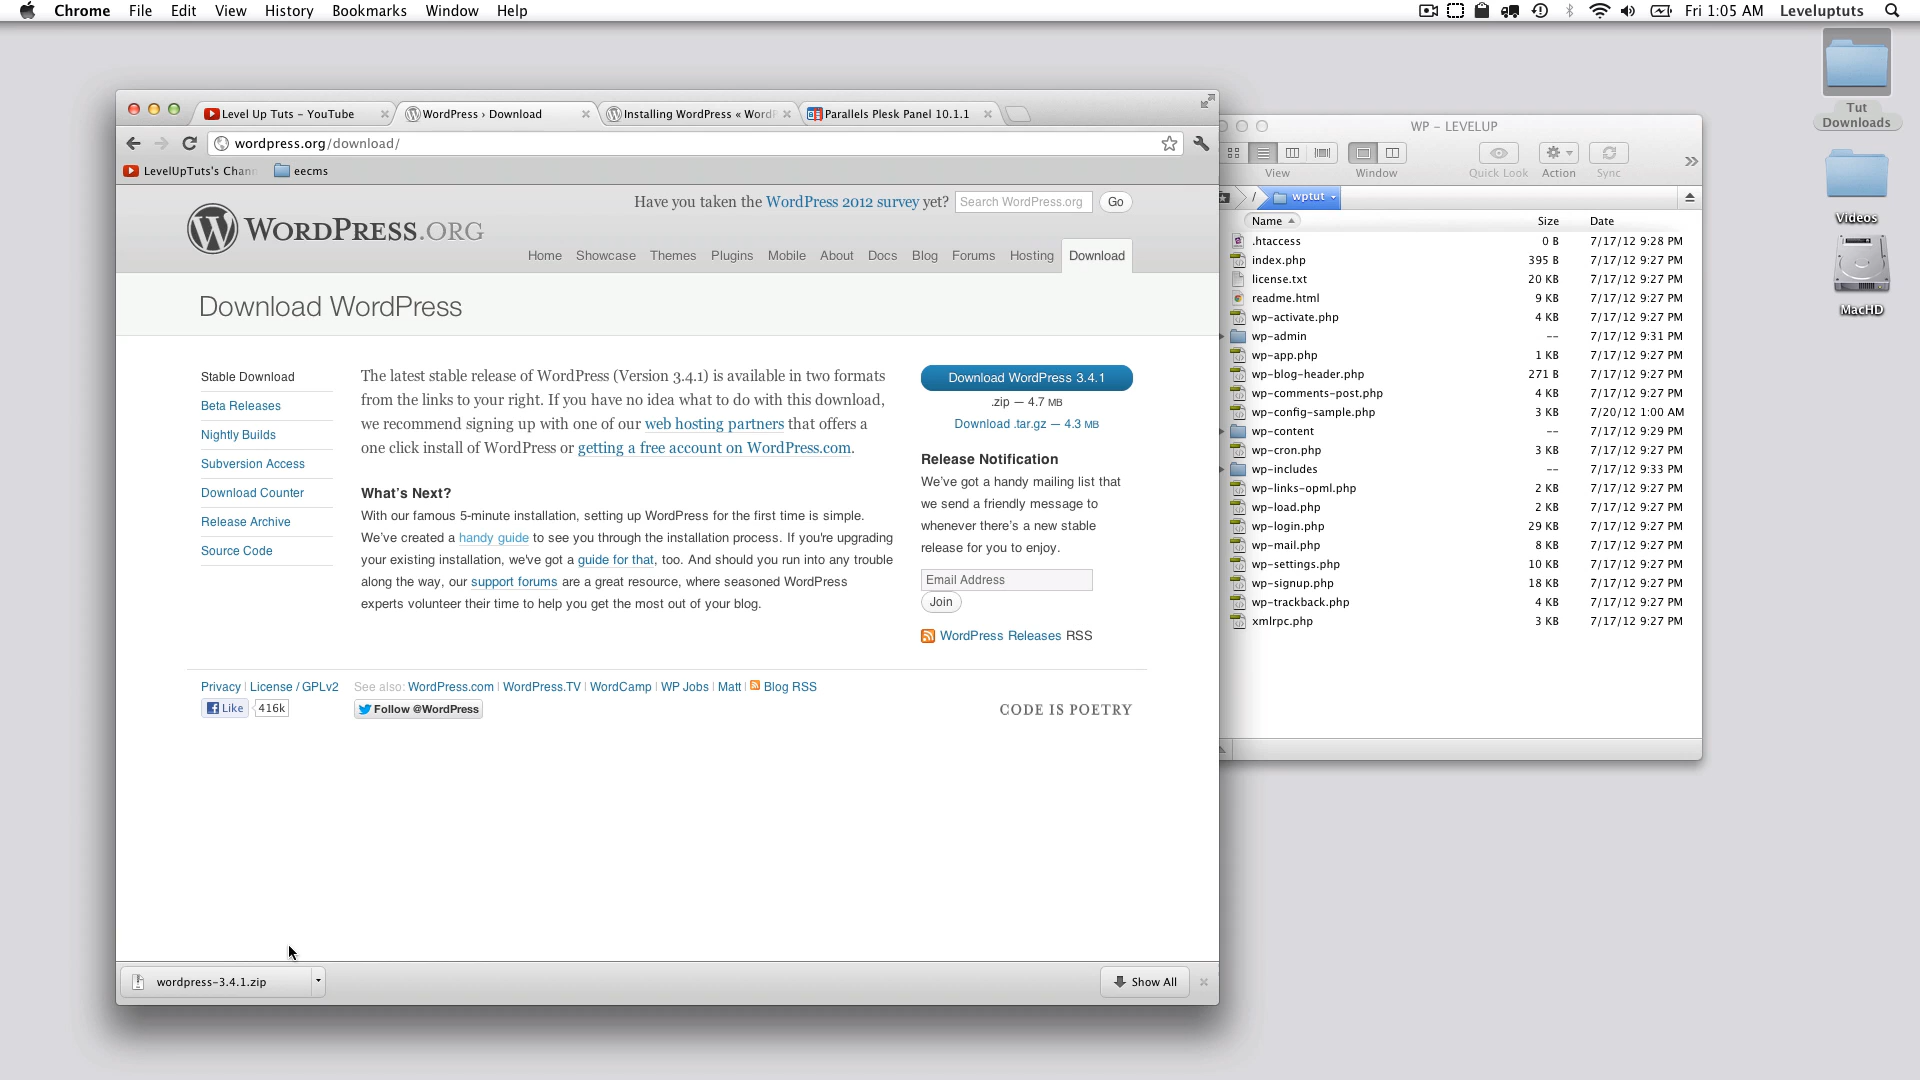 Chrome File Edit View History Bookmarks Window Help
Fri 1:05 AM Leveluptuts
Level Up Tuts – YouTube
WordPress › Download
Installing WordPress « Word
Parallels Plesk Panel 10.1.1
wordpress.org/download/
LevelUpTuts's Chann
eecms
Have you taken the WordPress 2012 survey yet?
Search WordPress.org
Go
WORDPRESS.ORG
Home Showcase Themes Plugins Mobile About Docs Blog Forums Hosting Download
Download WordPress
Stable Download
Beta Releases
Nightly Builds
Subversion Access
Download Counter
Release Archive
Source Code
The latest stable release of WordPress (Version 3.4.1) is available in two formats
from the links to your right. If you have no idea what to do with this download,
we recommend signing up with one of our web hosting partners that offers a
one click install of WordPress or getting a free account on WordPress.com.
What's Next?
With our famous 5-minute installation, setting up WordPress for the first time is simple.
We've created a handy guide to see you through the installation process. If you're upgrading
your existing installation, we've got a guide for that, too. And should you run into any trouble
along the way, our support forums are a great resource, where seasoned WordPress
experts volunteer their time to help you get the most out of your blog.
Download WordPress 3.4.1
.zip — 4.7 MB
Download .tar.gz — 4.3 MB
Release Notification
We've got a handy mailing list that
we send a friendly message to
whenever there's a new stable
release for you to enjoy.
Email Address
Join
WordPress Releases RSS
Privacy | License / GPLv2
See also: WordPress.com | WordPress.TV | WordCamp | WP Jobs | Matt | Blog RSS
Like 416k
Follow @WordPress
CODE IS POETRY
wordpress-3.4.1.zip
Show All
WP – LEVELUP
View Window Quick Look Action Sync
/ wptut
Name Size Date
.htaccess 0 B 7/17/12 9:28 PM
index.php 395 B 7/17/12 9:27 PM
license.txt 20 KB 7/17/12 9:27 PM
readme.html 9 KB 7/17/12 9:27 PM
wp-activate.php 4 KB 7/17/12 9:27 PM
wp-admin -- 7/17/12 9:31 PM
wp-app.php 1 KB 7/17/12 9:27 PM
wp-blog-header.php 271 B 7/17/12 9:27 PM
wp-comments-post.php 4 KB 7/17/12 9:27 PM
wp-config-sample.php 3 KB 7/20/12 1:00 AM
wp-content -- 7/17/12 9:29 PM
wp-cron.php 3 KB 7/17/12 9:27 PM
wp-includes -- 7/17/12 9:33 PM
wp-links-opml.php 2 KB 7/17/12 9:27 PM
wp-load.php 2 KB 7/17/12 9:27 PM
wp-login.php 29 KB 7/17/12 9:27 PM
wp-mail.php 8 KB 7/17/12 9:27 PM
wp-settings.php 10 KB 7/17/12 9:27 PM
wp-signup.php 18 KB 7/17/12 9:27 PM
wp-trackback.php 4 KB 7/17/12 9:27 PM
xmlrpc.php 3 KB 7/17/12 9:27 PM
Tut
Downloads
Videos
MacHD